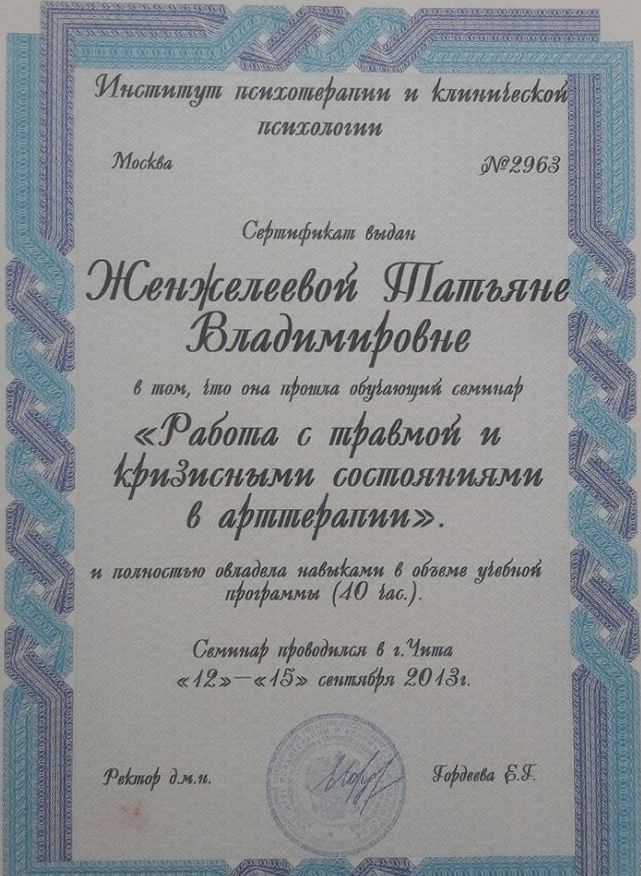 Институт психотерапии и клинической
психологии
Москва №2963
Сертификат выдан
Женжелеевой Татьяне
Владимировне
в том, что она прошла обучающий семинар
«Работа с травмой и
кризисными состояниями
в арттерапии».
и полностью овладела навыками в объеме учебной
программы (40 час.).
Семинар проводился в г.Чита
«12»—«15» сентября 2013г.
Ректор д.м.н. Гордеева Е.Г.